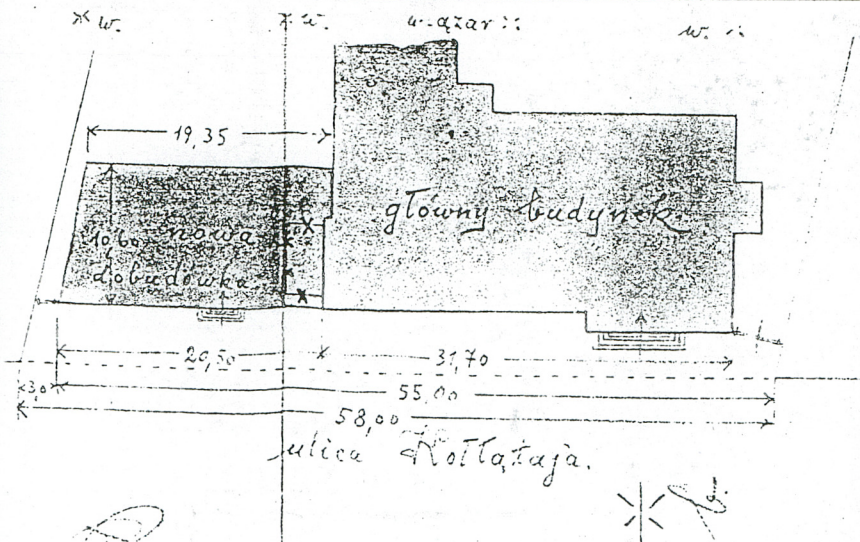 w. w. w.
19,35
główny budynek
10,60 nowa
dobudówka
20,50 31,70
3,0 55,00
58,00
ulica Kołłątaja.